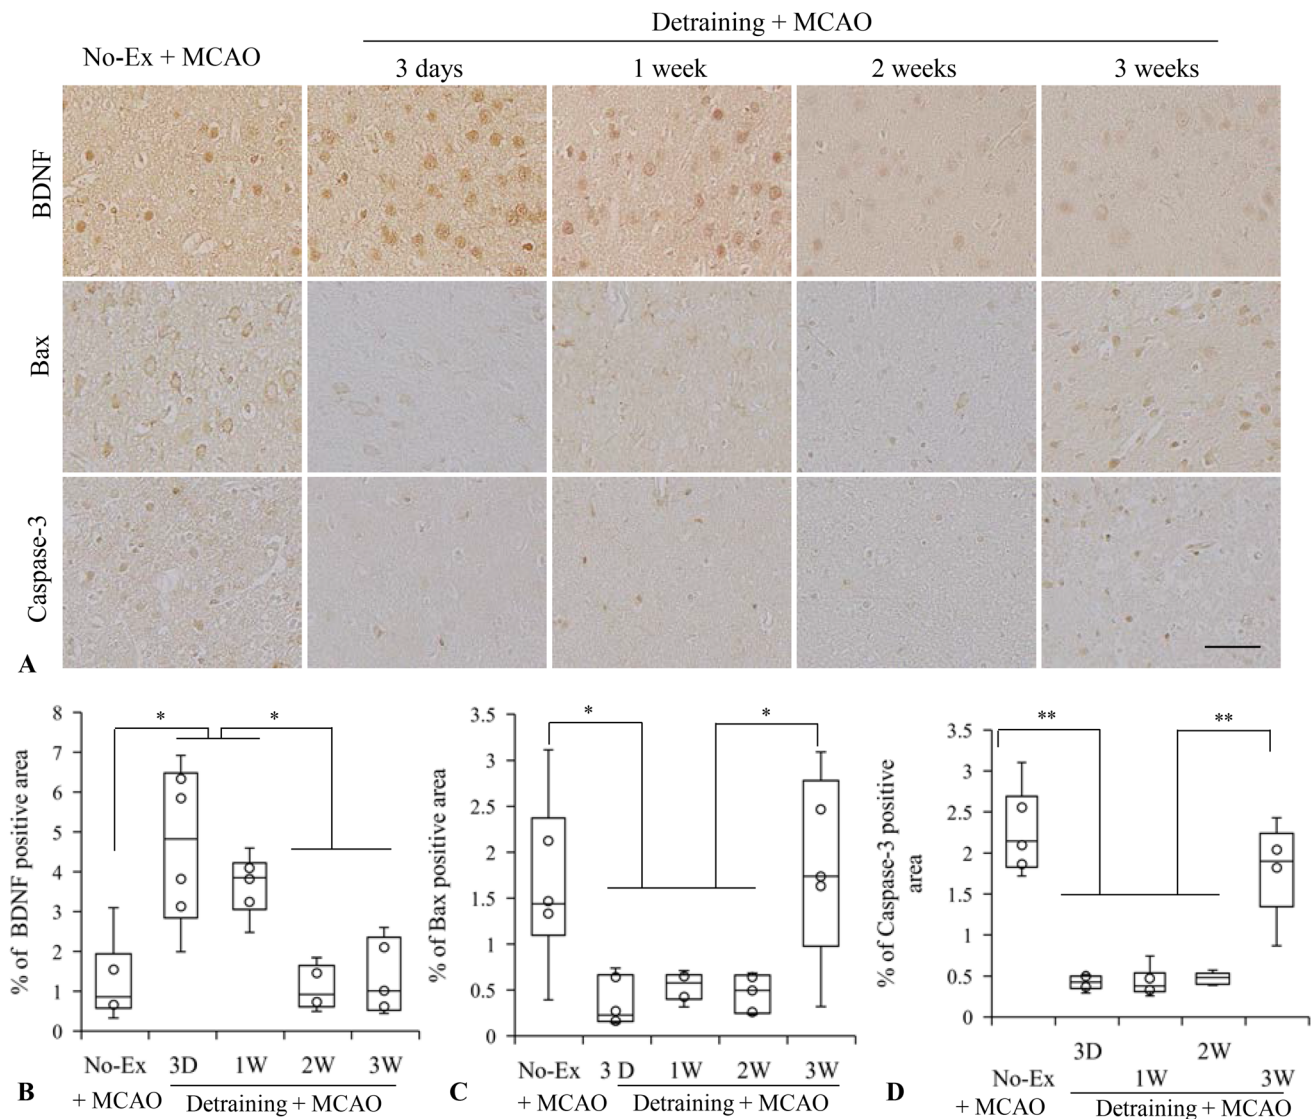 Detraining + MCAO
No-Ex + MCAO
3 days
1 week
2 weeks
3 weeks
BDNF
Bax
Caspase-3
A
% of BDNF positive area
8
7
6
5
4
3
2
1
0
*
*
No-Ex
+ MCAO
3D
1W
2W
3W
Detraining + MCAO
B
% of Bax positive area
3.5
3
2.5
2
1.5
1
0.5
0
*
*
No-Ex
+ MCAO
3 D
1W
2W
3W
Detraining + MCAO
C
% of Caspase-3 positive
area
3.5
3
2.5
2
1.5
1
0.5
0
**
**
No-Ex
+ MCAO
3D
1W
2W
3W
Detraining + MCAO
D